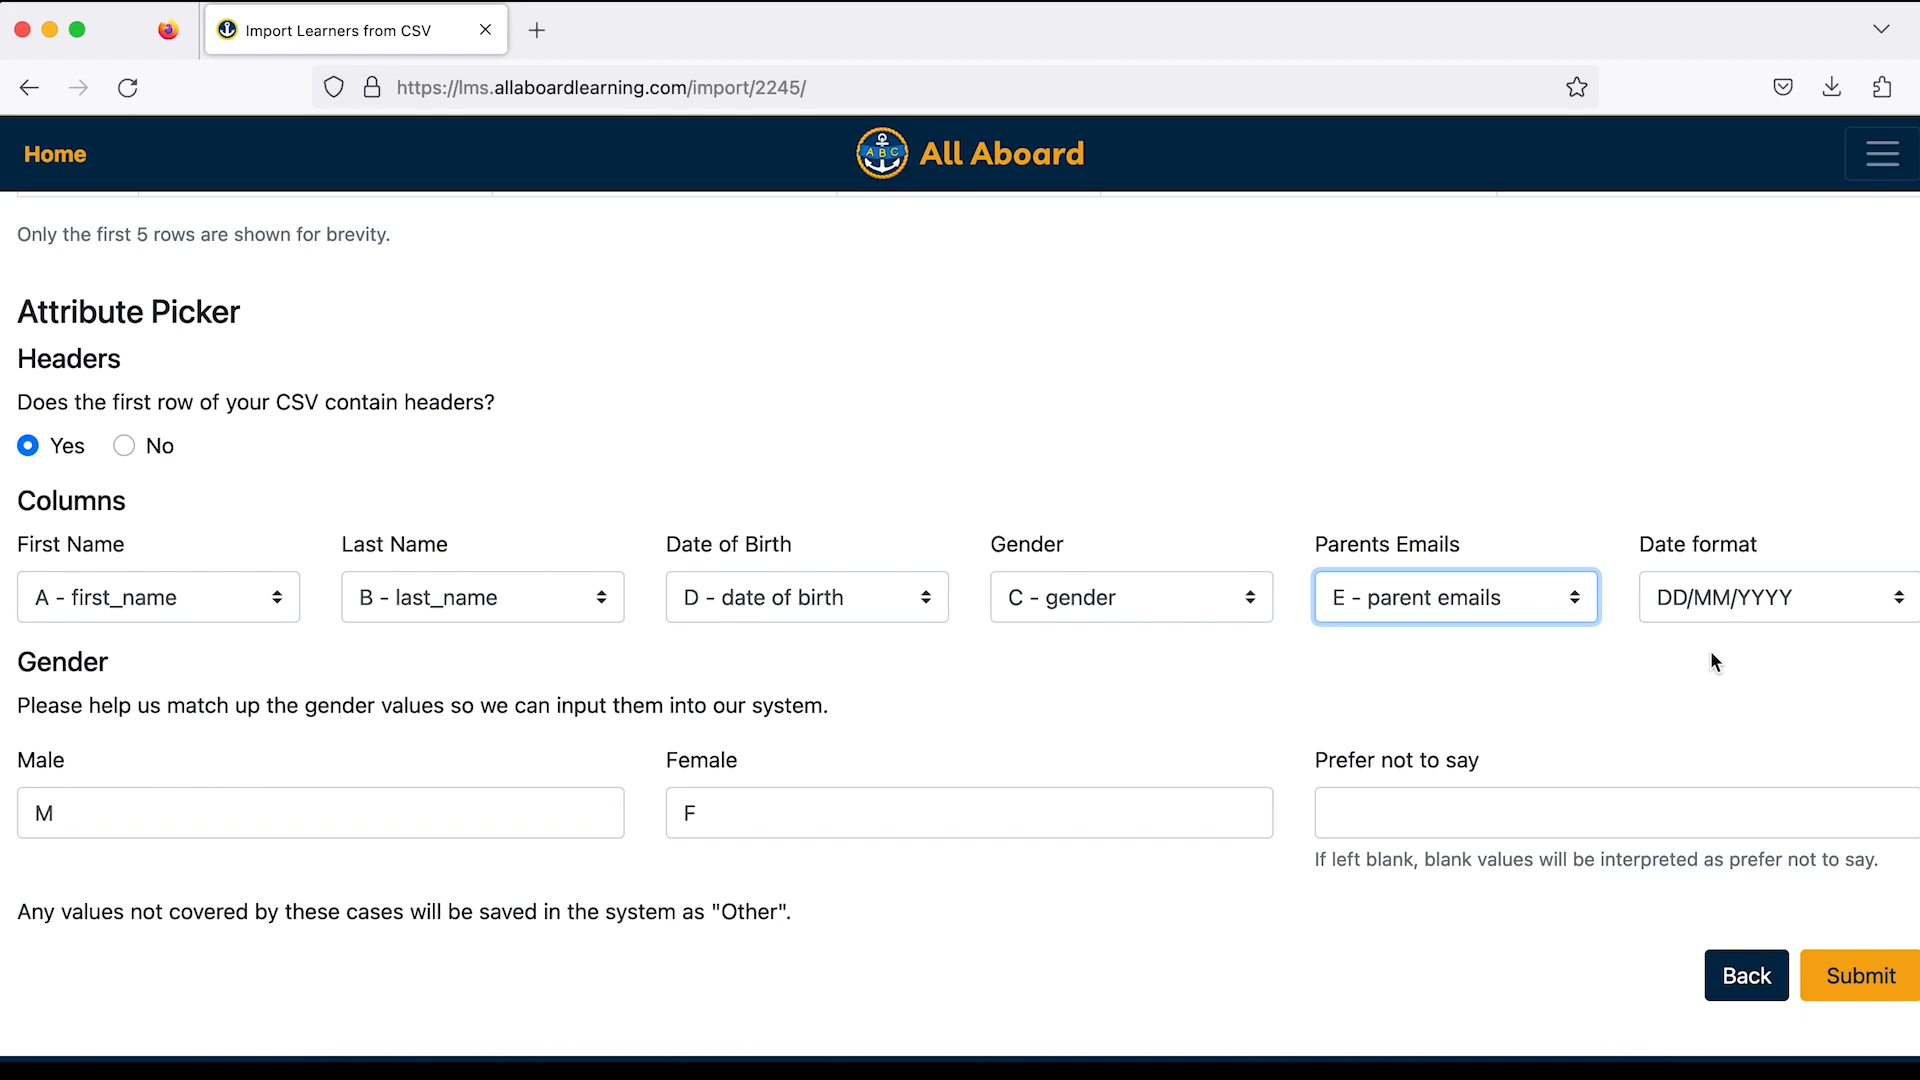 Import Learners from CSV
https://lms.allaboardlearning.com/import/2245/
Home
ABC
All Aboard
Only the first 5 rows are shown for brevity.
Attribute Picker
Headers
Does the first row of your CSV contain headers?
Yes No
Columns
First Name Last Name Date of Birth Gender Parents Emails Date format
A - first_name B - last_name D - date of birth C - gender E - parent emails DD/MM/YYYY
Gender
Please help us match up the gender values so we can input them into our system.
Male Female Prefer not to say
M F
If left blank, blank values will be interpreted as prefer not to say.
Any values not covered by these cases will be saved in the system as "Other".
Back Submit